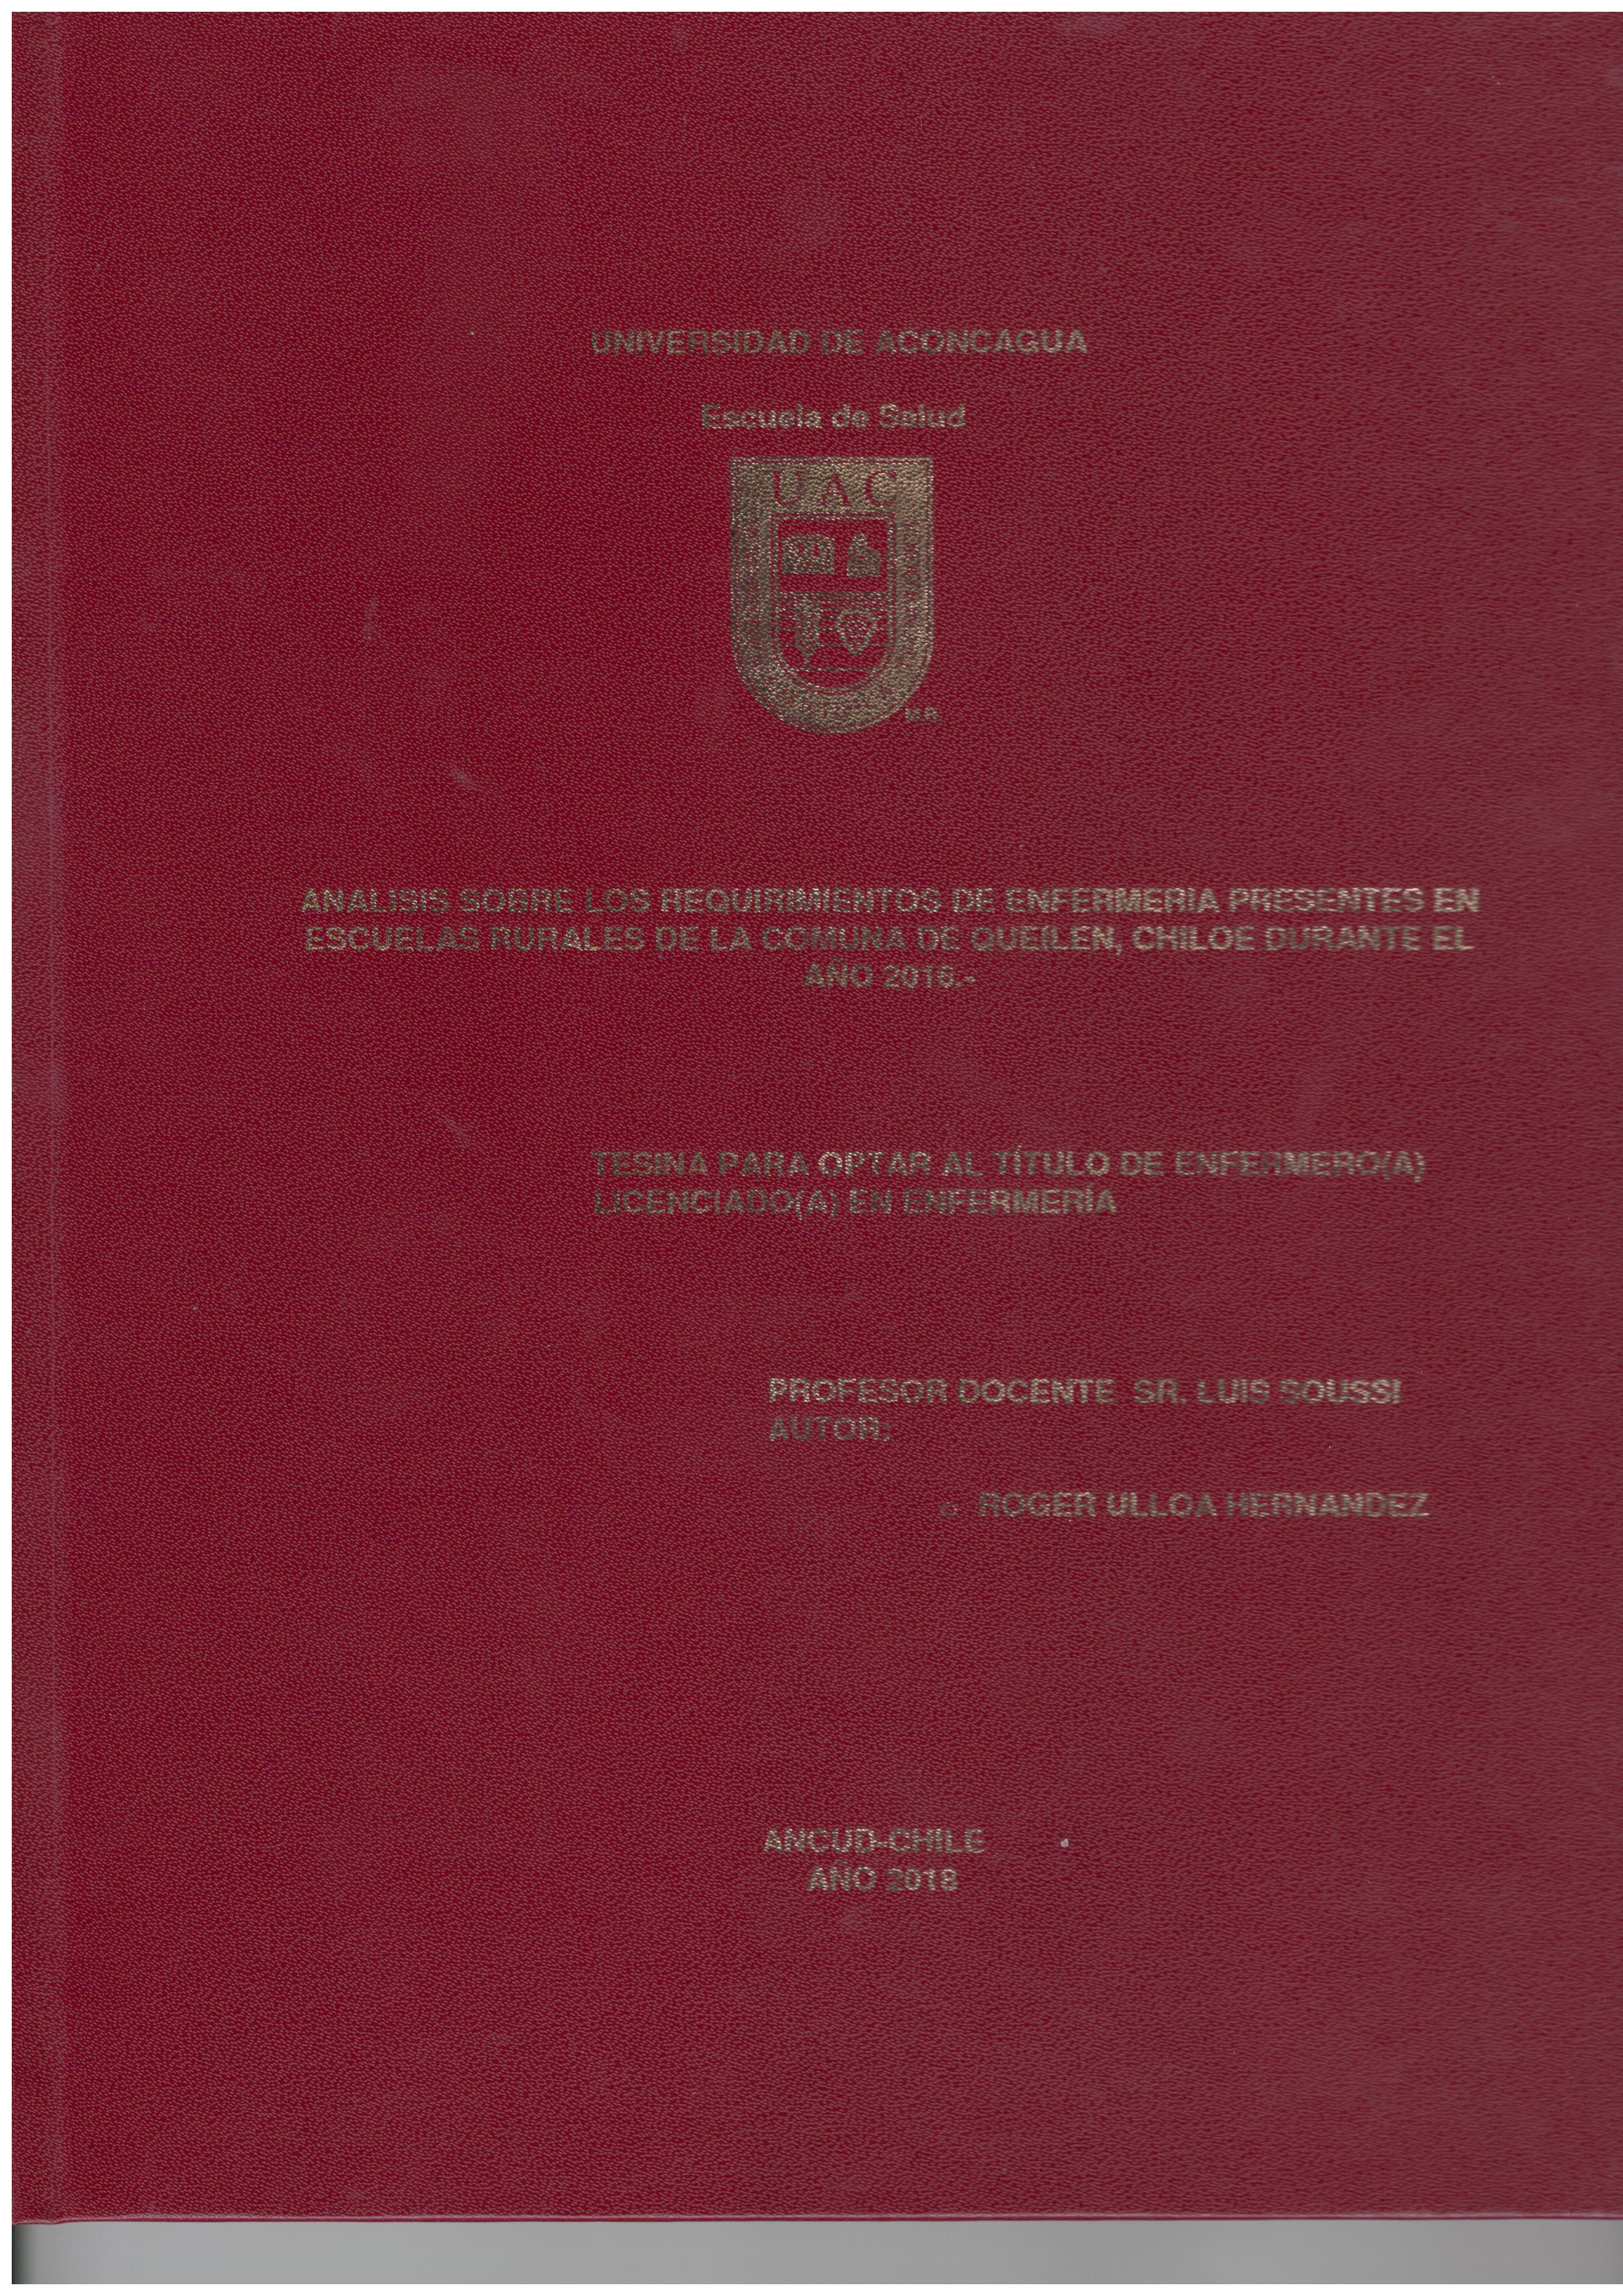 UNIVERSIDAD DE ACONCAGUA
Escuela de Salud
UAC
M.R.
ANALISIS SOBRE LOS REQUIRIMIENTOS DE ENFERMERIA PRESENTES EN
ESCUELAS RURALES DE LA COMUNA DE QUEILEN, CHILOE DURANTE EL
AÑO 2016.-
TESINA PARA OPTAR AL TÍTULO DE ENFERMERO(A)
LICENCIADO(A) EN ENFERMERÍA
PROFESOR DOCENTE SR. LUIS SOUSSI
AUTOR:
○ ROGER ULLOA HERNANDEZ
ANCUD-CHILE
AÑO 2018